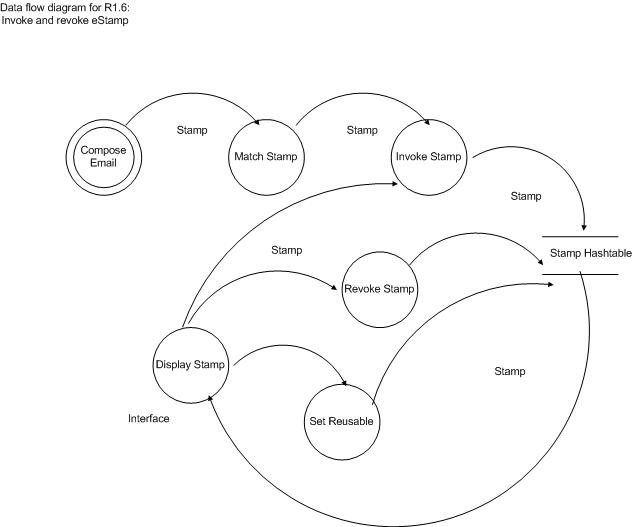 Data flow diagram for R1.6:
Invoke and revoke eStamp
Compose
Email
Stamp
Match Stamp
Stamp
Invoke Stamp
Stamp
Stamp Hashtable
Stamp
Revoke Stamp
Display Stamp
Stamp
Interface
Set Reusable